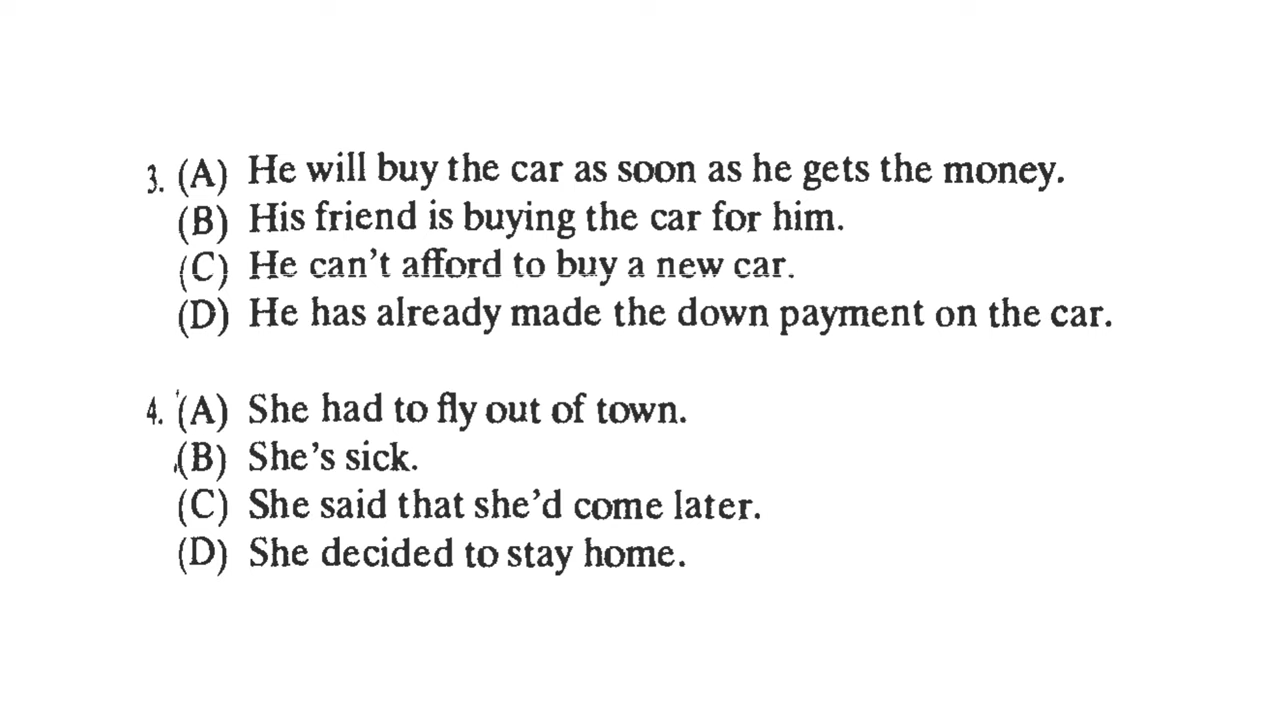 3. (A) He will buy the car as soon as he gets the money.
(B) His friend is buying the car for him.
(C) He can't afford to buy a new car.
(D) He has already made the down payment on the car.
4. (A) She had to fly out of town.
(B) She's sick.
(C) She said that she'd come later.
(D) She decided to stay home.